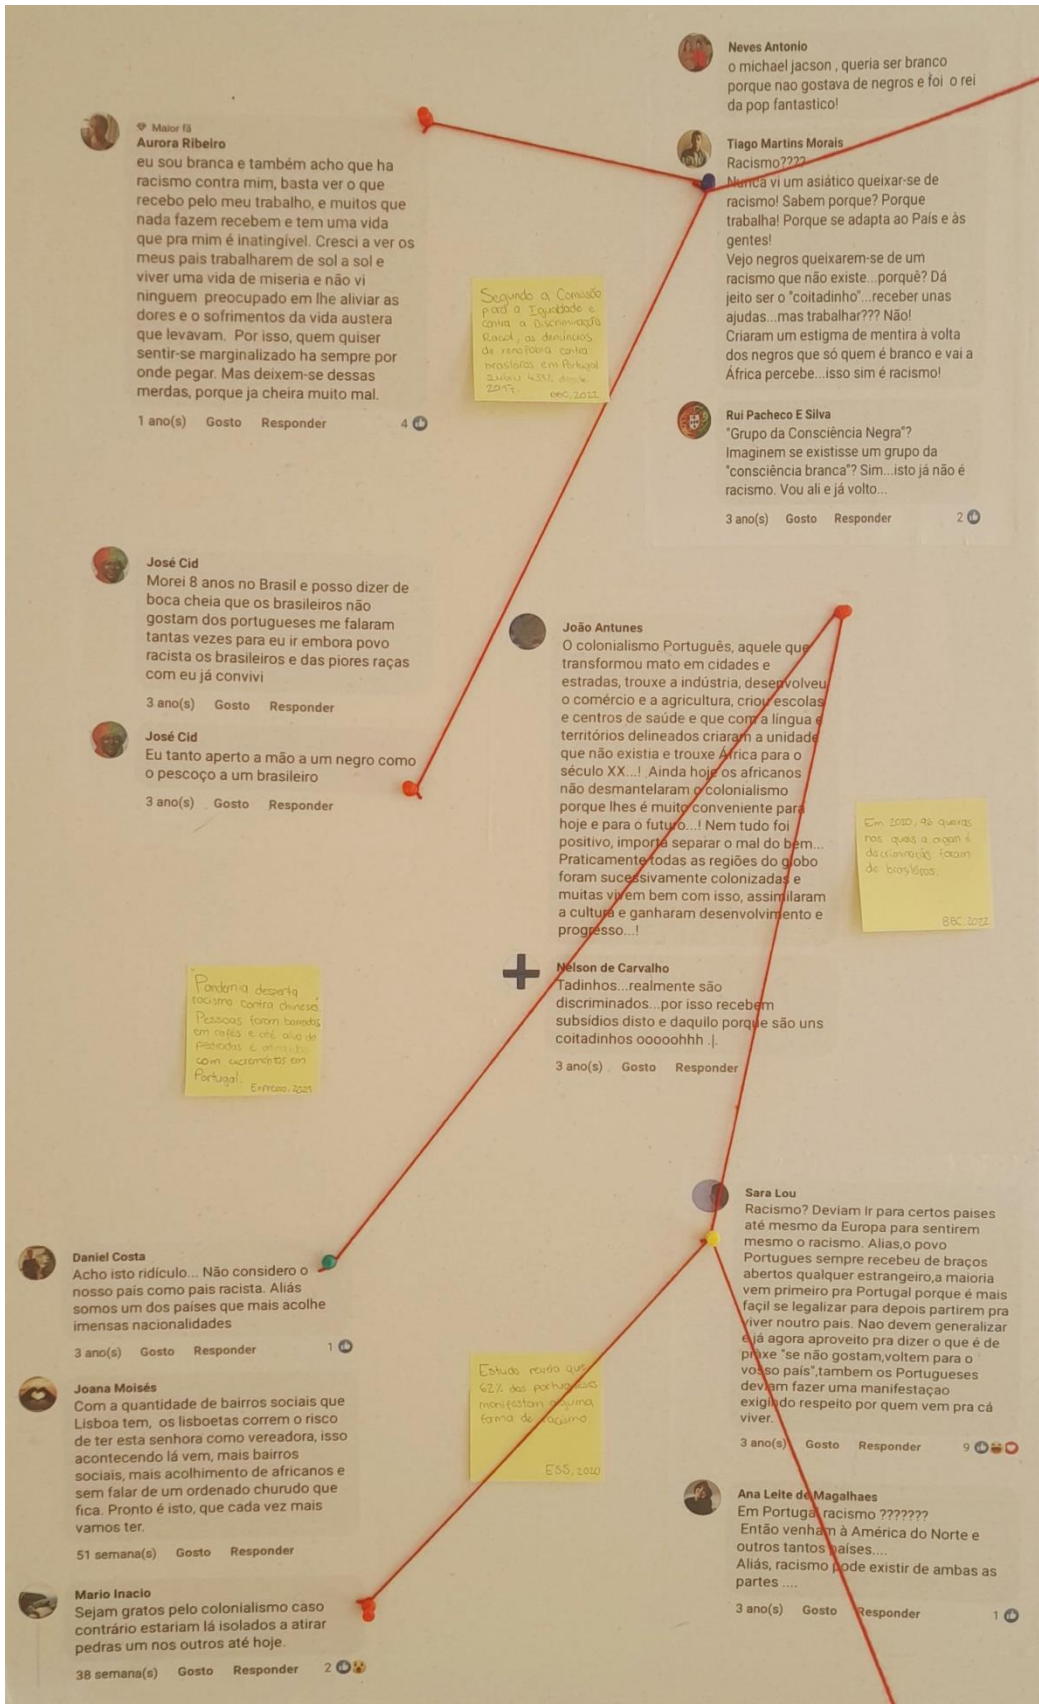 Neves Antonio
o michael jacson , queria ser branco
porque nao gostava de negros e foi o rei
da pop fantastico!
Tiago Martins Morais
Racismo????
Nunca vi um asiático queixar-se de
racismo! Sabem porque? Porque
trabalha! Porque se adapta ao País e às
gentes!
Vejo negros queixarem-se de um
racismo que não existe...porquê? Dá
jeito ser o "coitadinho"...receber unas
ajudas...mas trabalhar??? Não!
Criaram um estigma de mentira à volta
dos negros que só quem é branco e vai a
África percebe...isso sim é racismo!
Rui Pacheco E Silva
"Grupo da Consciência Negra"?
Imaginem se existisse um grupo da
"consciência branca"? Sim...isto já não é
racismo. Vou ali e já volto...
3 ano(s) Gosto Responder 2
Maior fã
Aurora Ribeiro
eu sou branca e também acho que ha
racismo contra mim, basta ver o que
recebo pelo meu trabalho, e muitos que
nada fazem recebem e tem uma vida
que pra mim é inatingível. Cresci a ver os
meus pais trabalharem de sol a sol e
viver uma vida de miseria e não vi
ninguem preocupado em lhe aliviar as
dores e o sofrimentos da vida austera
que levavam. Por isso, quem quiser
sentir-se marginalizado ha sempre por
onde pegar. Mas deixem-se dessas
merdas, porque ja cheira muito mal.
1 ano(s) Gosto Responder 4
Segundo a Comissão
para a Igualdade e
contra a Discriminação
Racial, as denúncias
de xenofobia contra
brasileiros em Portugal
433% desde
2017.
BBC, 2022
José Cid
Morei 8 anos no Brasil e posso dizer de
boca cheia que os brasileiros não
gostam dos portugueses me falaram
tantas vezes para eu ir embora povo
racista os brasileiros e das piores raças
com eu já convivi
3 ano(s) Gosto Responder
José Cid
Eu tanto aperto a mão a um negro como
o pescoço a um brasileiro
3 ano(s) Gosto Responder
João Antunes
O colonialismo Português, aquele que
transformou mato em cidades e
estradas, trouxe a indústria, desenvolveu
o comércio e a agricultura, criou escolas
e centros de saúde e que com a língua e
territórios delineados criaram a unidade
que não existia e trouxe África para o
século XX...! Ainda hoje os africanos
não desmantelaram o colonialismo
porque lhes é muito conveniente para
hoje e para o futuro...! Nem tudo foi
positivo, importa separar o mal do bem...
Praticamente todas as regiões do globo
foram sucessivamente colonizadas e
muitas vivem bem com isso, assimilaram
a cultura e ganharam desenvolvimento e
progresso...!
Nelson de Carvalho
Tadinhos...realmente são
discriminados...por isso recebem
subsídios disto e daquilo porque são uns
coitadinhos ooooohhh .|.
3 ano(s) Gosto Responder
Em 2020, 96 queixas
nas quais a origem é
discriminação foram
de brasileiros.
BBC, 2022
Pandemia desperta
racismo contra chineses.
Pessoas foram barradas
em cafés e até alvo de
pedradas e
com excrementos em
Portugal.
Expresso, 2021
Daniel Costa
Acho isto ridículo... Não considero o
nosso país como pais racista. Aliás
somos um dos países que mais acolhe
imensas nacionalidades
3 ano(s) Gosto Responder 1
Joana Moisés
Com a quantidade de bairros sociais que
Lisboa tem, os lisboetas correm o risco
de ter esta senhora como vereadora, isso
acontecendo lá vem, mais bairros
sociais, mais acolhimento de africanos e
sem falar de um ordenado churudo que
fica. Pronto é isto, que cada vez mais
vamos ter.
51 semana(s) Gosto Responder
Mario Inacio
Sejam gratos pelo colonialismo caso
contrário estariam lá isolados a atirar
pedras um nos outros até hoje.
38 semana(s) Gosto Responder 2
Estudo revela que
62% dos portugueses
manifestam alguma
forma de racismo
ESS, 2020
Sara Lou
Racismo? Deviam Ir para certos paises
até mesmo da Europa para sentirem
mesmo o racismo. Alias,o povo
Portugues sempre recebeu de braços
abertos qualquer estrangeiro,a maioria
vem primeiro pra Portugal porque é mais
façil se legalizar para depois partirem pra
viver noutro pais. Nao devem generalizar
e já agora aproveito pra dizer o que é de
praxe "se não gostam,voltem para o
vosso país",tambem os Portugueses
deviam fazer uma manifestaçao
exigindo respeito por quem vem pra cá
viver.
3 ano(s) Gosto Responder 9
Ana Leite de Magalhaes
Em Portugal racismo ???????
Então venham à América do Norte e
outros tantos países....
Aliás, racismo pode existir de ambas as
partes ....
3 ano(s) Gosto Responder 1